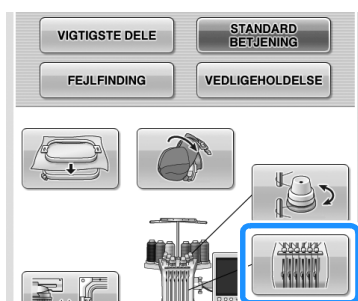 VIGTIGSTE DELE
STANDARD
BETJENING
FEJLFINDING
VEDLIGEHOLDELSE